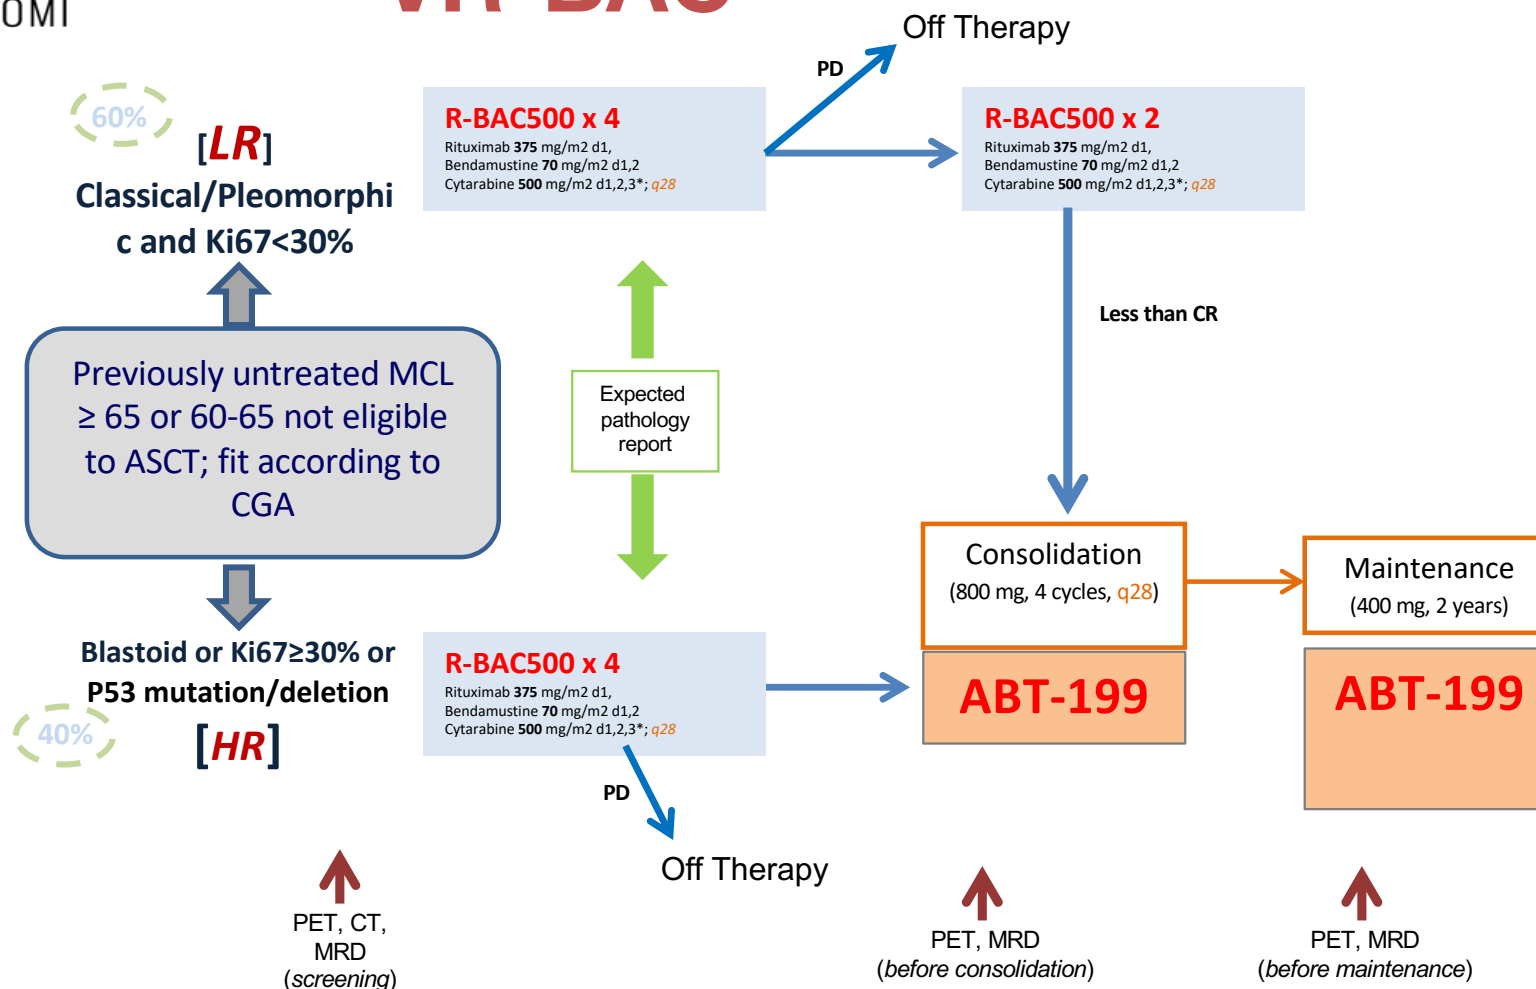 OMI
VR-BAC
Off Therapy
PD
60%
[LR]
Classical/Pleomorphi
c and Ki67<30%
R-BAC500 x 4
Rituximab 375 mg/m2 d1,
Bendamustine 70 mg/m2 d1,2
Cytarabine 500 mg/m2 d1,2,3*; q28
R-BAC500 x 2
Rituximab 375 mg/m2 d1,
Bendamustine 70 mg/m2 d1,2
Cytarabine 500 mg/m2 d1,2,3*; q28
Less than CR
Previously untreated MCL
≥ 65 or 60-65 not eligible
to ASCT; fit according to
CGA
Expected
pathology
report
Consolidation
(800 mg, 4 cycles, q28)
ABT-199
Maintenance
(400 mg, 2 years)
ABT-199
Blastoid or Ki67≥30% or
P53 mutation/deletion
40%
[HR]
R-BAC500 x 4
Rituximab 375 mg/m2 d1,
Bendamustine 70 mg/m2 d1,2
Cytarabine 500 mg/m2 d1,2,3*; q28
PD
Off Therapy
PET, CT,
MRD
(screening)
PET, MRD
(before consolidation)
PET, MRD
(before maintenance)